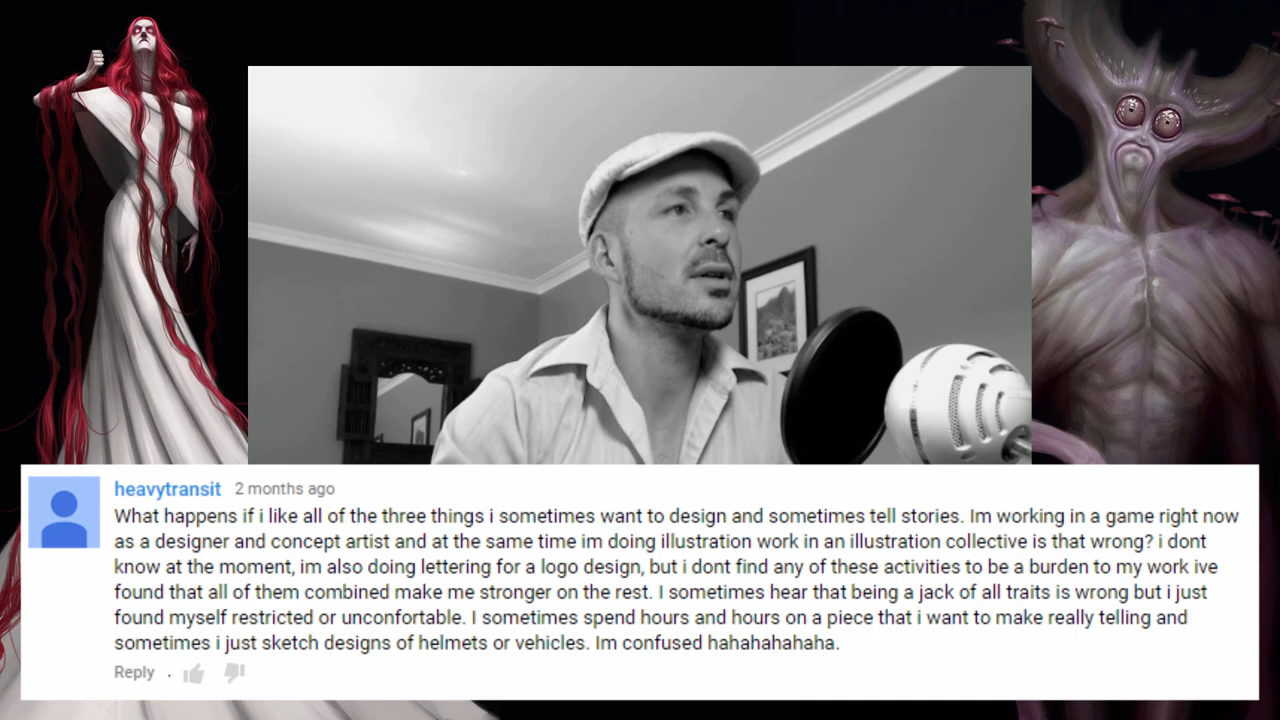 heavytransit 2 months ago
What happens if i like all of the three things i sometimes want to design and sometimes tell stories. Im working in a game right now
as a designer and concept artist and at the same time im doing illustration work in an illustration collective is that wrong? i dont
know at the moment, im also doing lettering for a logo design, but i dont find any of these activities to be a burden to my work ive
found that all of them combined make me stronger on the rest. I sometimes hear that being a jack of all traits is wrong but i just
found myself restricted or unconfortable. I sometimes spend hours and hours on a piece that i want to make really telling and
sometimes i just sketch designs of helmets or vehicles. Im confused hahahahahaha.
Reply .